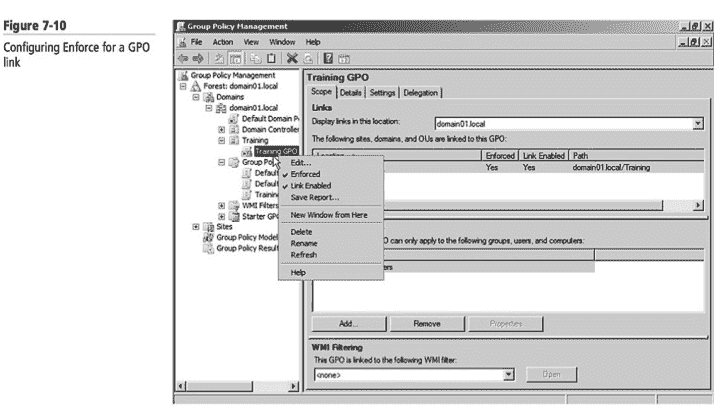 Figure 7-10
Configuring Enforce for a GPO
link
Group Policy Management
File Action View Window Help
Group Policy Management
Forest: domain01.local
Domains
domain01.local
Default Domain P
Domain Controller
Training
Training GPO
Group Po
Default
Default
Trainin
WMI Filters
Starter GP
Sites
Group Policy Model
Group Policy Result
Edit...
Enforced
Link Enabled
Save Report...
New Window from Here
Delete
Rename
Refresh
Help
Training GPO
Scope Details Settings Delegation
Links
Display links in this location: domain01.local
The following sites, domains, and OUs are linked to this GPO:
Enforced Link Enabled Path
Yes Yes domain01.local/Training
O can only apply to the following groups, users, and computers:
ers
Add... Remove Properties
WMI Filtering
This GPO is linked to the following WMI filter:
<none> Open